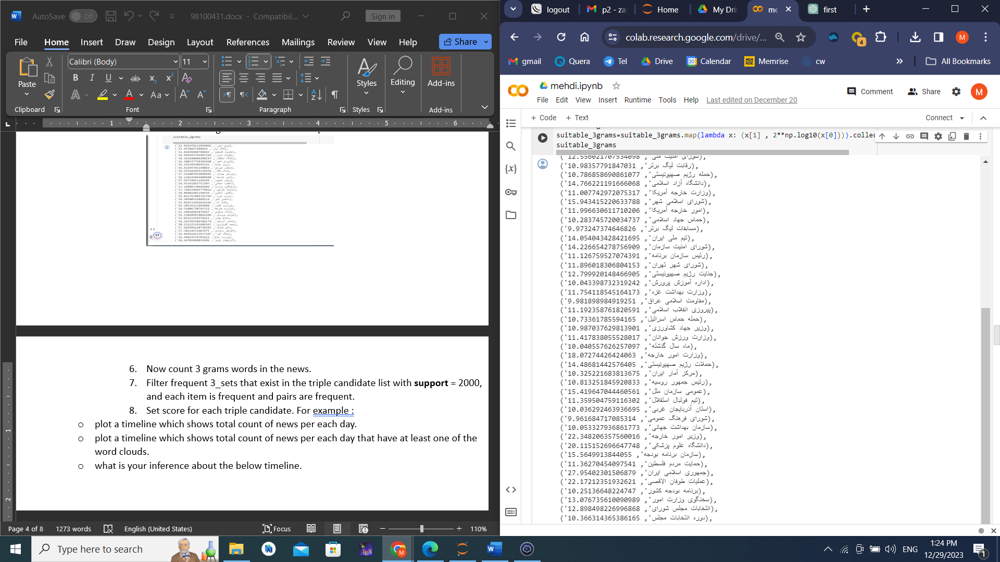 AutoSave Off 98100431.docx - Compatibil... Sign in
File Home Insert Draw Design Layout References Mailings Review View Help Share
Calibri (Body) 11
Paste
Styles
Editing
Add-ins
Clipboard Font Paragraph Styles Add-ins
1 2 3 4 5 6
suitable_2grams
17
6. Now count 3 grams words in the news.
7. Filter frequent 3_sets that exist in the triple candidate list with support = 2000,
and each item is frequent and pairs are frequent.
8. Set score for each triple candidate. For example :
o plot a timeline which shows total count of news per each day.
o plot a timeline which shows total count of news per each day that have at least one of the
word clouds.
o what is your inference about the below timeline.
Page 4 of 8 1273 words English (United States) Focus 110%
logout p2 - za Home My Driv me first
colab.research.google.com/drive/... 4 M
gmail Quera Tel Drive Calendar Memrise cw All Bookmarks
mehdi.ipynb
Comment Share M
File Edit View Insert Runtime Tools Help Last edited on December 20
+ Code + Text Connect
suitable_3grams=suitable_3grams.map(lambda x: (x[1] , 2**np.log10(x[0]))).collec
suitable_3grams
('شورای امنیت ملی', 12.556021707534098),
('رقابت لیگ برتر', 10.98357791847031),
('حمله رژیم صهیونیستی', 10.786858690861077),
('دانشگاه آزاد اسلامی', 14.766221191666068),
('وزارت خارجه آمریکا', 11.007742972075317),
('شورای اسلامی شهر', 15.943415220633788),
('امور خارجه آمریکا', 11.996630611710206),
('حماس جهاد اسلامی', 10.283745720034737),
('مسابقات لیگ برتر', 9.973247374646826),
('تیم ملی ایران', 14.054043428421695),
('شورای امنیت سازمان', 14.226654278756909),
('رئیس سازمان برنامه', 11.126759527074391),
('شورای شهر تهران', 11.896018306804153),
('جنایت رژیم صهیونیستی', 12.799920148466905),
('اداره آموزش پرورش', 10.043398732319242),
('وزارت بهداشت غزه', 11.754118545164173),
('مقاومت اسلامی عراق', 9.981898984919251),
('پیروزی انقلاب اسلامی', 11.192358761820591),
('حمله حماس اسرائیل', 10.73361785594165),
('وزیر جهاد کشاورزی', 10.987037629813901),
('وزارت ورزش جوانان', 11.417838055528017),
('ماه سال گذشته', 10.040557626257097),
('وزارت امور خارجه', 18.07274426424063),
('حملات رژیم صهیونیستی', 14.48681442576405),
('مرکز آمار ایران', 10.325221683813675),
('رئیس جمهور روسیه', 10.813251845920833),
('عمومی سازمان ملل', 15.419647044460561),
('تیم فوتبال استقلال', 11.359504759116302),
('استان آذربایجان غربی', 10.036292463936695),
('شورای فرهنگ عمومی', 9.961684717085314),
('سازمان بهداشت جهانی', 10.053327936861773),
('وزیر امور خارجه', 22.348206357560016),
('دانشگاه علوم پزشکی', 20.115152696647748),
('سازمان برنامه بودجه', 15.5649913844055),
('حمایت مردم فلسطین', 11.36270454097541),
('جمهوری اسلامی ایران', 27.95402301506879),
('عملیات طوفان الاقصی', 22.17212351932621),
('برنامه بودجه کشور', 10.25136648224747),
('سخنگوی وزارت امور', 13.076735610090989),
('انتخابات مجلس شورای', 12.898498226996868),
('دوره انتخابات مجلس', 10.366314365386165),
Type here to search
ENG 1:24 PM
12/29/2023 1